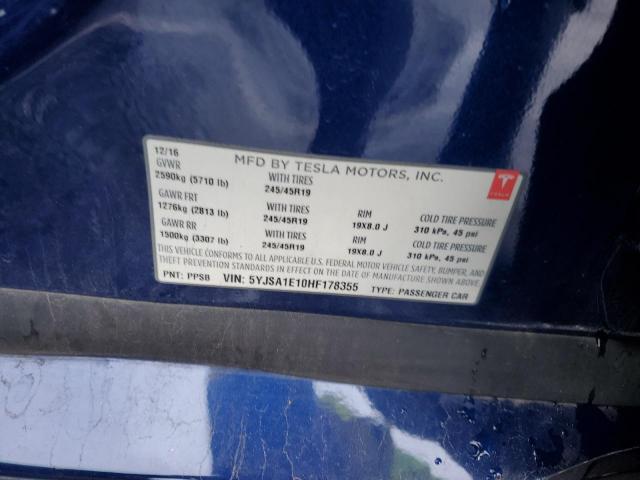 12/16
MFD BY TESLA MOTORS, INC.
GVWR
2590kg (5710 lb)
WITH TIRES
245/45R19
TESLA
GAWR FRT
1276kg (2813 lb)
WITH TIRES
245/45R19
RIM
19X8.0 J
COLD TIRE PRESSURE
310 kPa, 45 psi
GAWR RR
1500kg (3307 lb)
WITH TIRES
245/45R19
RIM
19X8.0 J
COLD TIRE PRESSURE
310 kPa, 45 psi
THIS VEHICLE CONFORMS TO ALL APPLICABLE U.S. FEDERAL MOTOR VEHICLE SAFETY, BUMPER, AND
THEFT PREVENTION STANDARDS IN EFFECT ON THE DATE OF MANUFACTURE SHOWN ABOVE.
PNT: PPSB VIN: 5YJSA1E10HF178355 TYPE: PASSENGER CAR